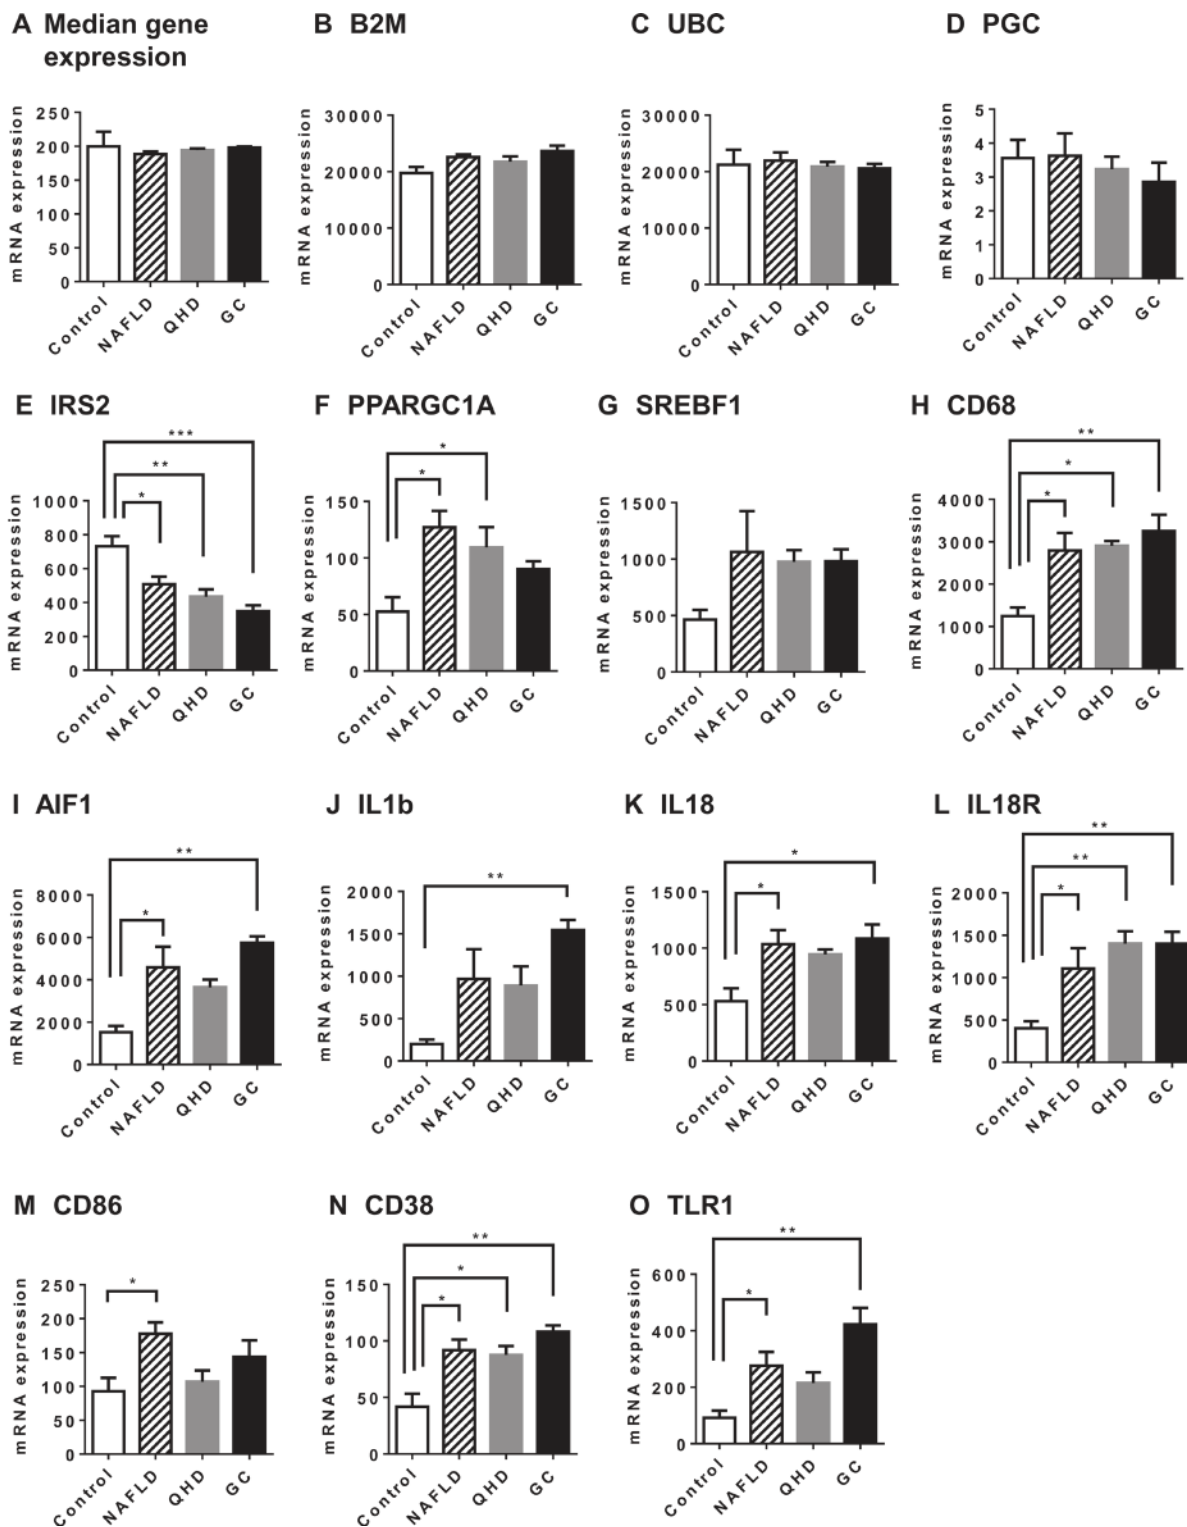 A Median gene expression
B B2M
C UBC
D PGC
mRNA expression
250
200
150
100
50
0
Control
NAFLD
QHD
GC
mRNA expression
30000
20000
10000
0
Control
NAFLD
QHD
GC
mRNA expression
30000
20000
10000
0
Control
NAFLD
QHD
GC
mRNA expression
5
4
3
2
1
0
Control
NAFLD
QHD
GC
E IRS2
F PPARGC1A
G SREBF1
H CD68
***
**
*
mRNA expression
1000
800
600
400
200
0
Control
NAFLD
QHD
GC
*
*
mRNA expression
150
100
50
0
Control
NAFLD
QHD
GC
mRNA expression
1500
1000
500
0
Control
NAFLD
QHD
GC
**
*
*
mRNA expression
4000
3000
2000
1000
0
Control
NAFLD
QHD
GC
I AIF1
J IL1b
K IL18
L IL18R
**
*
mRNA expression
8000
6000
4000
2000
0
Control
NAFLD
QHD
GC
**
mRNA expression
2000
1500
1000
500
0
Control
NAFLD
QHD
GC
*
*
mRNA expression
1500
1000
500
0
Control
NAFLD
QHD
GC
**
**
*
mRNA expression
2000
1500
1000
500
0
Control
NAFLD
QHD
GC
M CD86
N CD38
O TLR1
*
mRNA expression
250
200
150
100
50
0
Control
NAFLD
QHD
GC
**
*
*
mRNA expression
150
100
50
0
Control
NAFLD
QHD
GC
**
*
mRNA expression
600
400
200
0
Control
NAFLD
QHD
GC